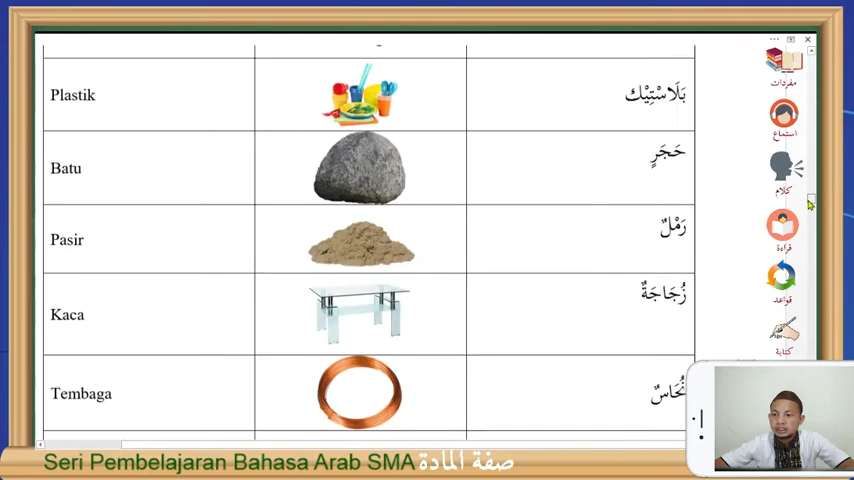 Plastik
بَلَاسْتِيْك
Batu
حَجَرٍ
Pasir
رَمْلٌ
Kaca
زُجَاجَةٌ
Tembaga
نُحَاسٌ
مفردات
استماع
كلام
قراءة
قواعد
كتابة
Seri Pembelajaran Bahasa Arab SMA صفة المادة